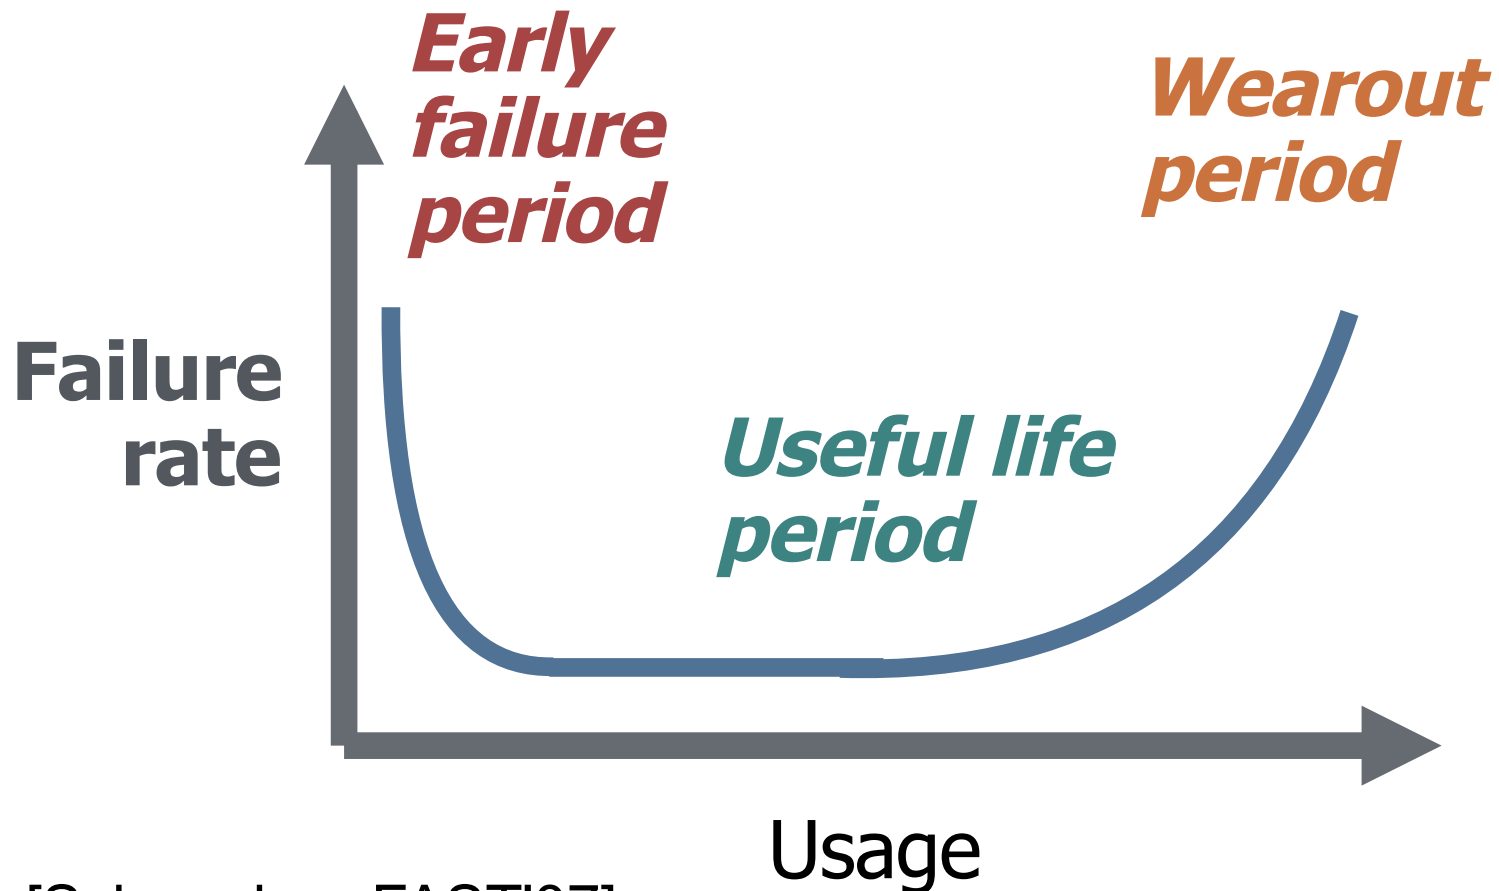 Early
failure
period
Wearout
period
Failure
rate
Useful life
period
Usage